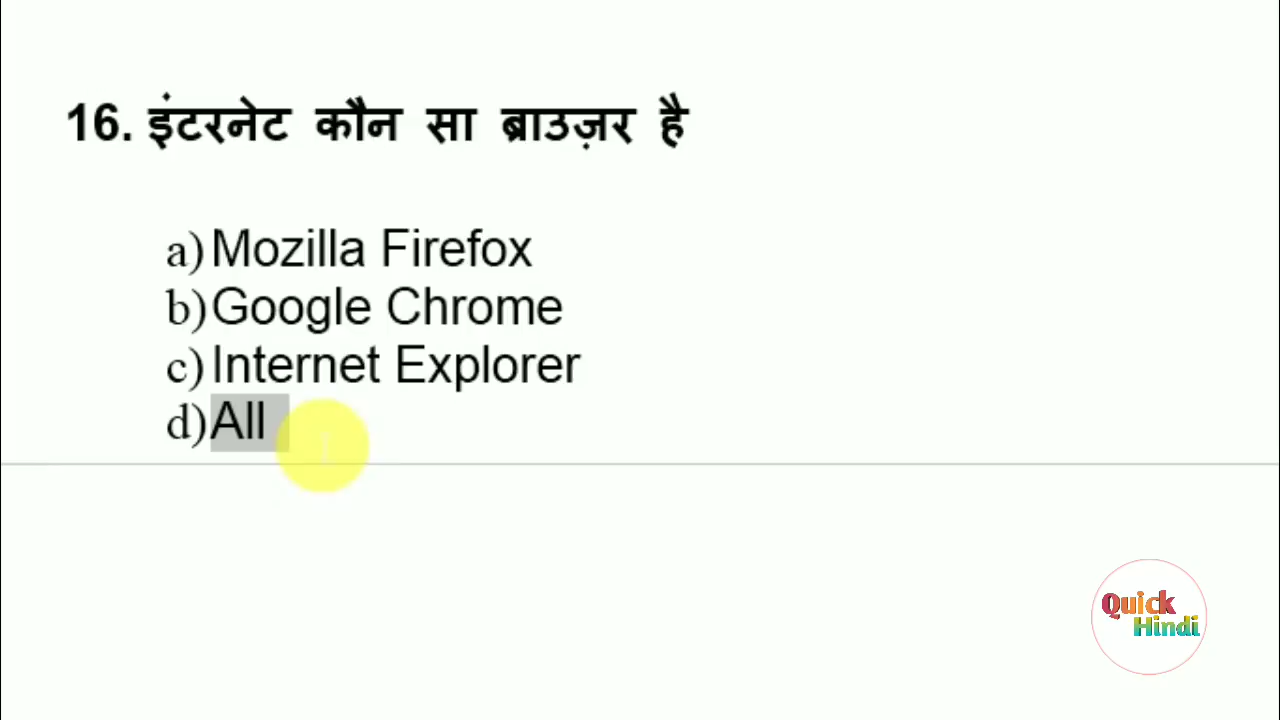 16. इंटरनेट कौन सा ब्राउज़र है
a) Mozilla Firefox
b) Google Chrome
c) Internet Explorer
d) All
Quick
Hindi